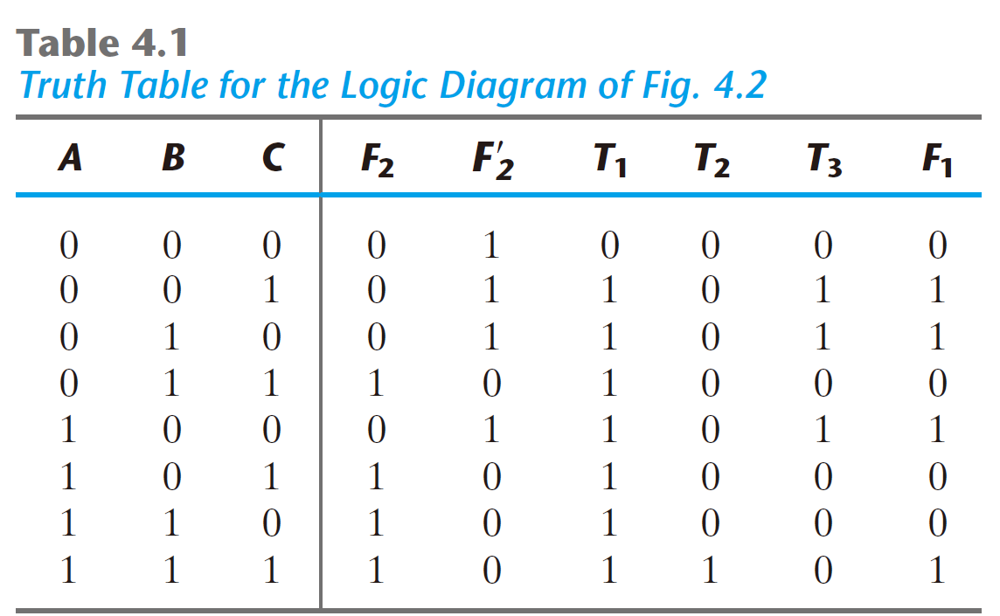 Table 4.1
Truth Table for the Logic Diagram of Fig. 4.2
A B C F₂ F′₂ T₁ T₂ T₃ F₁
0 0 0 0 1 0 0 0 0
0 0 1 0 1 1 0 1 1
0 1 0 0 1 1 0 1 1
0 1 1 1 0 1 0 0 0
1 0 0 0 1 1 0 1 1
1 0 1 1 0 1 0 0 0
1 1 0 1 0 1 0 0 0
1 1 1 1 0 1 1 0 1